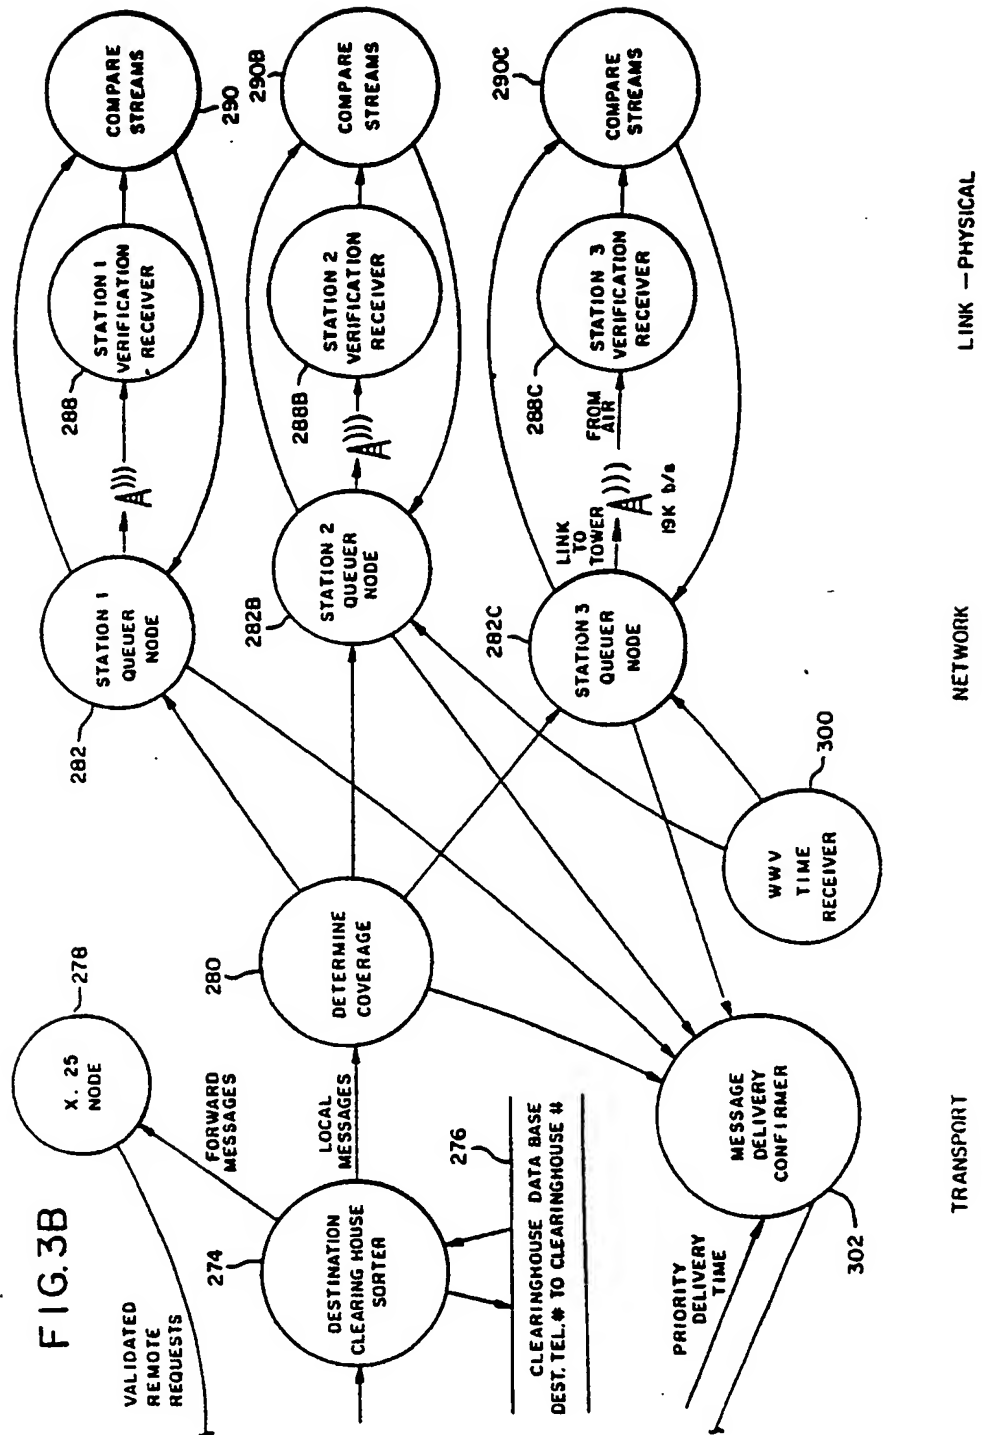 FIG.3B
VALIDATED
REMOTE
REQUESTS
X. 25
NODE
278
FORWARD
MESSAGES
274
DESTINATION
CLEARING HOUSE
SORTER
LOCAL
MESSAGES
276
CLEARINGHOUSE DATA BASE
DEST. TEL.# TO CLEARINGHOUSE #
PRIORITY
DELIVERY
TIME
MESSAGE
DELIVERY
CONFIRMER
302
TRANSPORT
280
DETERMINE
COVERAGE
282
STATION 1
QUEUER
NODE
282B
STATION 2
QUEUER
NODE
282C
STATION 3
QUEUER
NODE
WWV
TIME
RECEIVER
300
NETWORK
LINK
TO
TOWER
19K b/s
FROM
AIR
288
STATION 1
VERIFICATION
RECEIVER
288B
STATION 2
VERIFICATION
RECEIVER
288C
STATION 3
VERIFICATION
RECEIVER
COMPARE
STREAMS
290
290B
COMPARE
STREAMS
290C
COMPARE
STREAMS
LINK – PHYSICAL